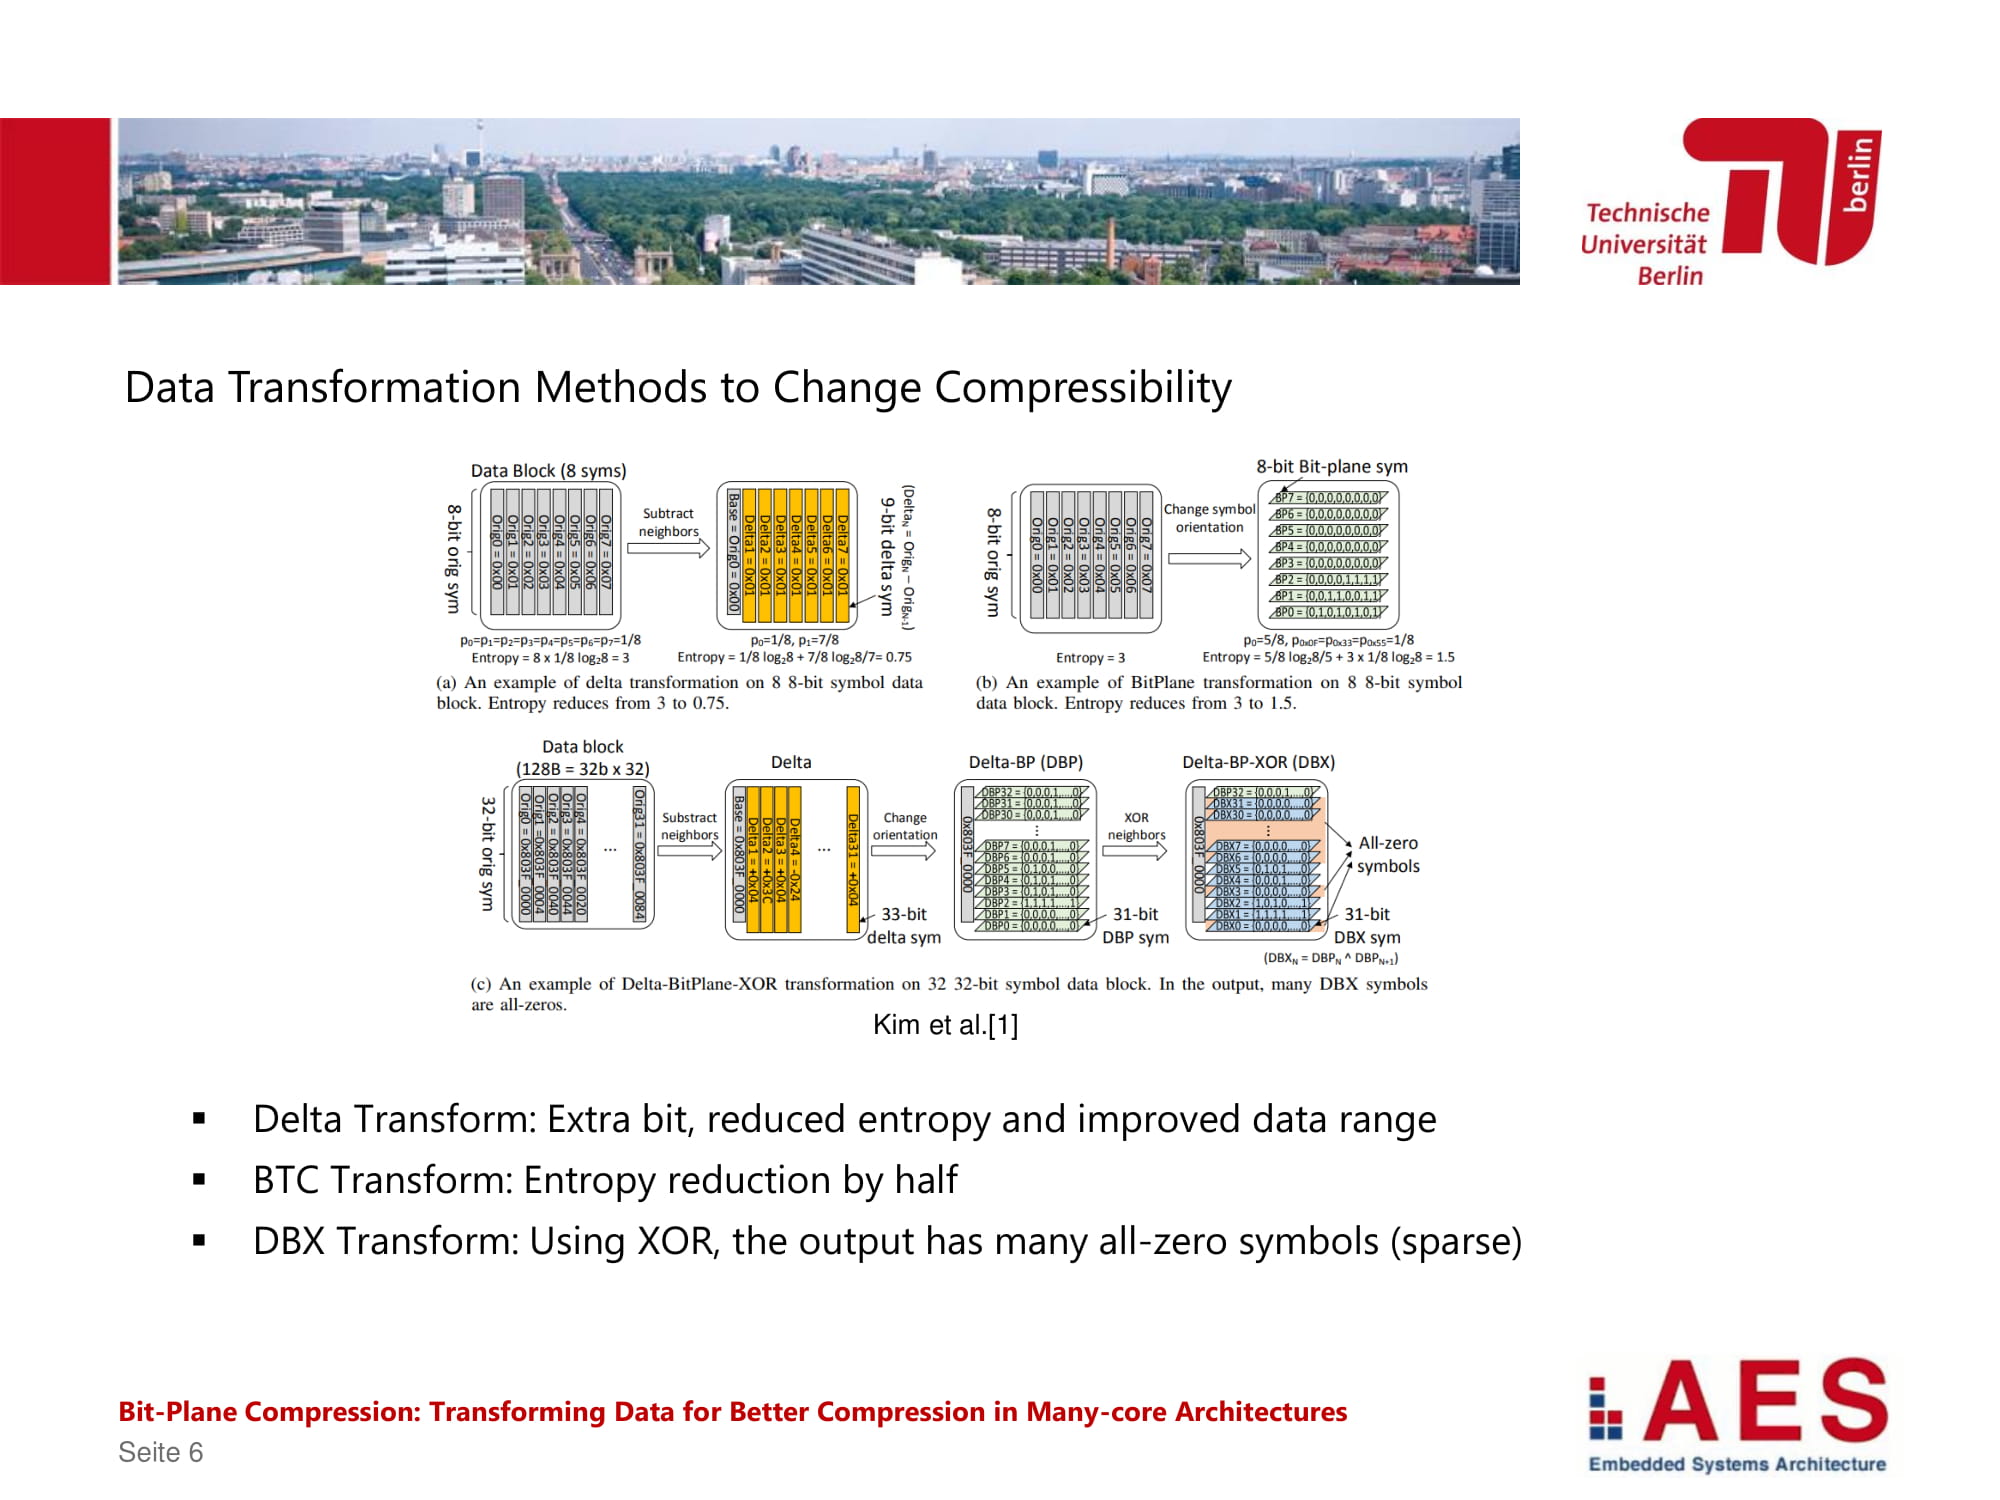 Technische
Universität
Berlin
berlin
Data Transformation Methods to Change Compressibility
Data Block (8 syms)
8-bit orig sym
Orig0 = 0x00
Orig1 = 0x01
Orig2 = 0x02
Orig3 = 0x03
Orig4 = 0x04
Orig5 = 0x05
Orig6 = 0x06
Orig7 = 0x07
Subtract
neighbors
Base = Orig0 = 0x00
Delta1 = 0x01
Delta2 = 0x01
Delta3 = 0x01
Delta4 = 0x01
Delta5 = 0x01
Delta6 = 0x01
Delta7 = 0x01
9-bit delta sym
(DeltaN = OrigN – OrigN-1)
p0=p1=p2=p3=p4=p5=p6=p7=1/8
Entropy = 8 x 1/8 log28 = 3
p0=1/8, p1=7/8
Entropy = 1/8 log28 + 7/8 log28/7= 0.75
(a) An example of delta transformation on 8 8-bit symbol data
block. Entropy reduces from 3 to 0.75.
8-bit orig sym
Orig0 = 0x00
Orig1 = 0x01
Orig2 = 0x02
Orig3 = 0x03
Orig4 = 0x04
Orig5 = 0x05
Orig6 = 0x06
Orig7 = 0x07
Change symbol
orientation
8-bit Bit-plane sym
BP7 = {0,0,0,0,0,0,0,0}
BP6 = {0,0,0,0,0,0,0,0}
BP5 = {0,0,0,0,0,0,0,0}
BP4 = {0,0,0,0,0,0,0,0}
BP3 = {0,0,0,0,0,0,0,0}
BP2 = {0,0,0,0,1,1,1,1}
BP1 = {0,0,1,1,0,0,1,1}
BP0 = {0,1,0,1,0,1,0,1}
Entropy = 3
p0=5/8, p0x0F=p0x33=p0x55=1/8
Entropy = 5/8 log28/5 + 3 x 1/8 log28 = 1.5
(b) An example of BitPlane transformation on 8 8-bit symbol
data block. Entropy reduces from 3 to 1.5.
Data block
(128B = 32b x 32)
32-bit orig sym
Orig0 = 0x803F_0000
Orig1 =0x803F_0004
Orig2 = 0x803F_0040
Orig3 = 0x803F_0044
Orig4 = 0x803F_0020
...
Orig31 = 0x803F_0084
Substract
neighbors
Delta
Base = 0x803F_0000
Delta1 = +0x04
Delta2 = +0x3C
Delta3 = +0x04
Delta4 = -0x24
...
Delta31 = +0x04
33-bit
delta sym
Change
orientation
Delta-BP (DBP)
0x803F_0000
DBP32 = {0,0,0,1,...,0}
DBP31 = {0,0,0,1,...,0}
DBP30 = {0,0,0,1,...,0}
⋮
DBP7 = {0,0,0,1,...,0}
DBP6 = {0,0,0,1,...,0}
DBP5 = {0,1,0,0,...,0}
DBP4 = {0,1,0,1,...,0}
DBP3 = {0,1,0,1,...,0}
DBP2 = {1,1,1,1,...,1}
DBP1 = {0,0,0,0,...,0}
DBP0 = {0,0,0,0,...,0}
31-bit
DBP sym
XOR
neighbors
Delta-BP-XOR (DBX)
0x803F_0000
DBP32 = {0,0,0,1,...,0}
DBX31 = {0,0,0,0,...,0}
DBX30 = {0,0,0,0,...,0}
⋮
DBX7 = {0,0,0,0,...,0}
DBX6 = {0,0,0,0,...,0}
DBX5 = {0,1,0,1,...,0}
DBX4 = {0,0,0,1,...,0}
DBX3 = {0,0,0,0,...,0}
DBX2 = {1,0,1,0,...,1}
DBX1 = {1,1,1,1,...,1}
DBX0 = {0,0,0,0,...,0}
All-zero
symbols
31-bit
DBX sym
(DBXN = DBPN ^ DBPN+1)
(c) An example of Delta-BitPlane-XOR transformation on 32 32-bit symbol data block. In the output, many DBX symbols
are all-zeros.
Kim et al.[1]
▪ Delta Transform: Extra bit, reduced entropy and improved data range
▪ BTC Transform: Entropy reduction by half
▪ DBX Transform: Using XOR, the output has many all-zero symbols (sparse)
Bit-Plane Compression: Transforming Data for Better Compression in Many-core Architectures
Seite 6
AES
Embedded Systems Architecture